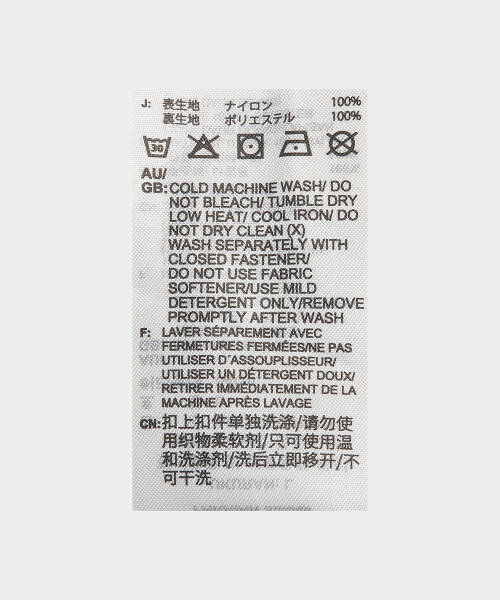 J: 表生地 ナイロン 100%
裏生地 ポリエステル 100%
30
AU/
GB: COLD MACHINE WASH/ DO
NOT BLEACH/ TUMBLE DRY
LOW HEAT/ COOL IRON/ DO
NOT DRY CLEAN (X)
WASH SEPARATELY WITH
CLOSED FASTENER/
DO NOT USE FABRIC
SOFTENER/USE MILD
DETERGENT ONLY/REMOVE
PROMPTLY AFTER WASH
F: LAVER SÉPAREMENT AVEC
FERMETURES FERMÉES/NE PAS
UTILISER D´ASSOUPLISSEUR/
UTILISER UN DÉTERGENT DOUX/
RETIRER IMMÉDIATEMENT DE LA
MACHINE APRÈS LAVAGE
CN: 扣上扣件单独洗涤/请勿使
用织物柔软剂/只可使用温
和洗涤剂/洗后立即移开/不
可干洗